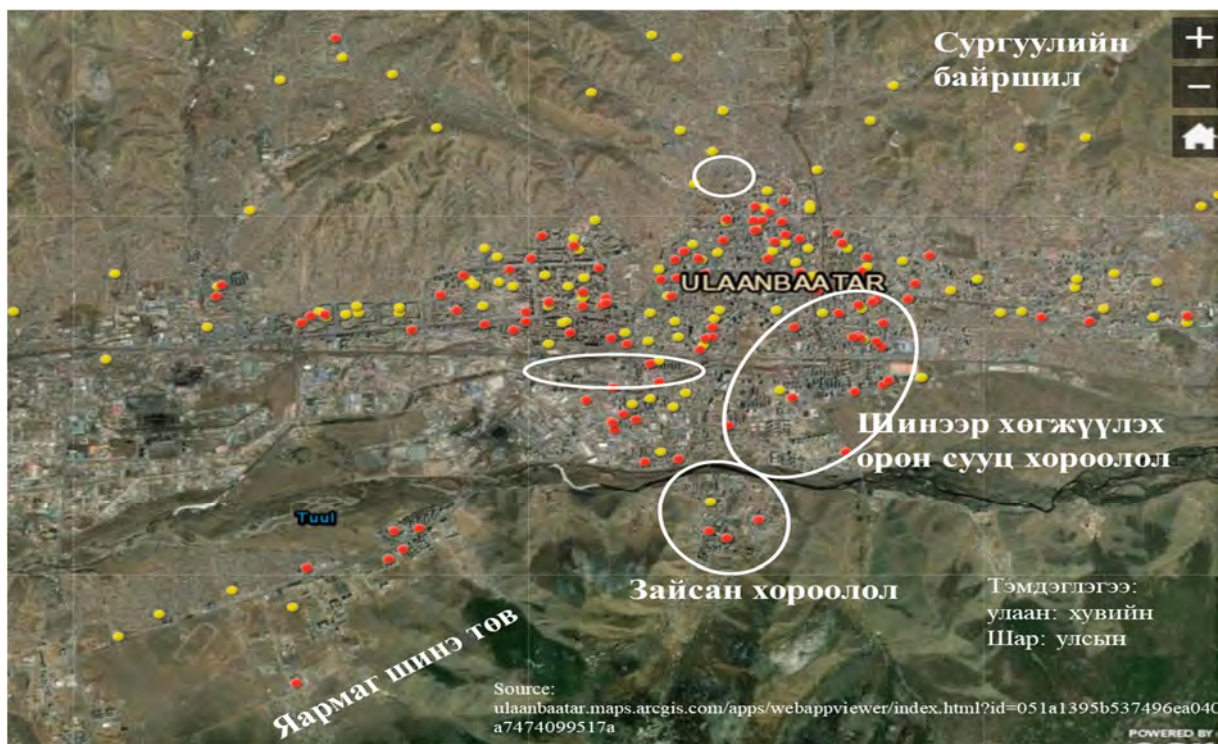 Сургуулийн
байршил
+
−
ULAANBAATAR
Шинээр хөгжүүлэх
орон сууц хороолол
Tuul
Зайсан хороолол
Яармаг шинэ төв
Тэмдэглэгээ:
улаан: хувийн
Шар: улсын
Source:
ulaanbaatar.maps.arcgis.com/apps/webappviewer/index.html?id=051a1395b537496ea040
a7474099517a
POWERED BY